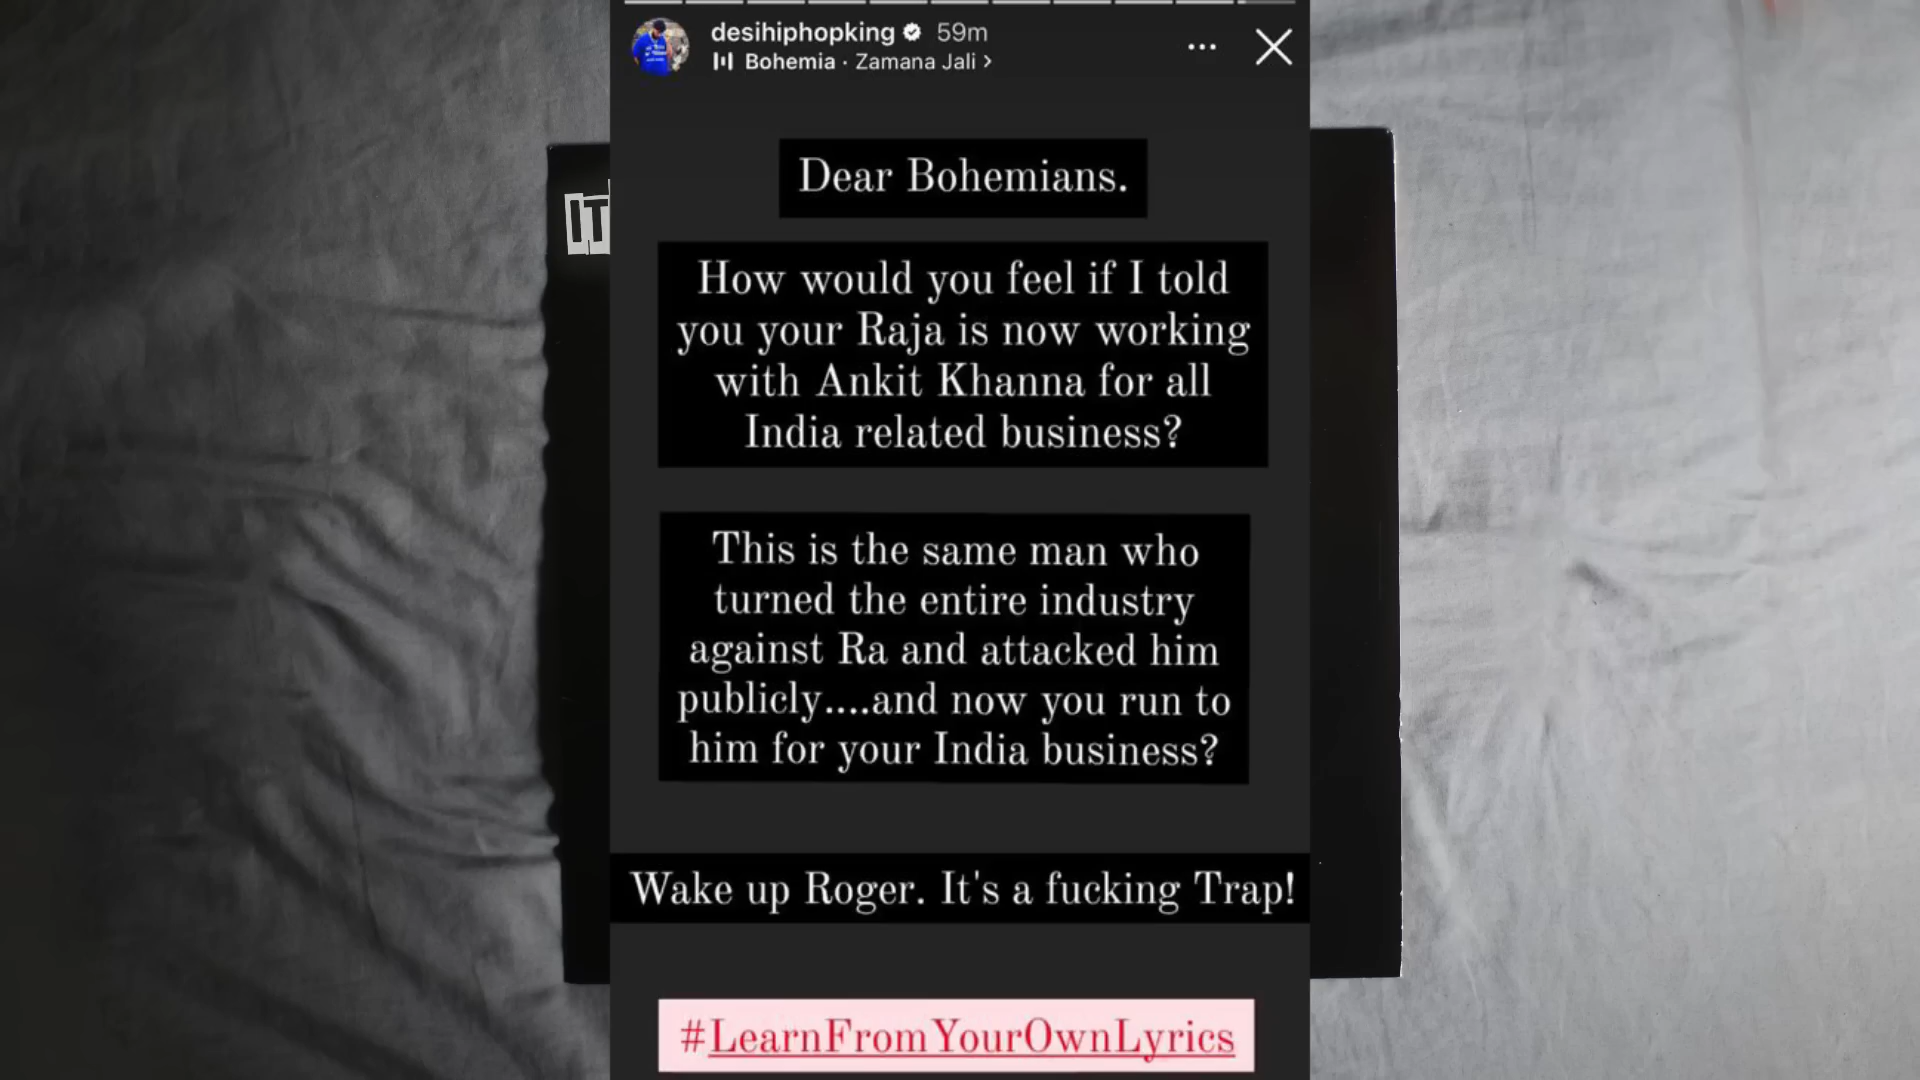 desihiphopking 59m
Bohemia · Zamana Jali >
IT
Dear Bohemians.
How would you feel if I told
you your Raja is now working
with Ankit Khanna for all
India related business?
This is the same man who
turned the entire industry
against Ra and attacked him
publicly....and now you run to
him for your India business?
Wake up Roger. It's a fucking Trap!
#LearnFromYourOwnLyrics